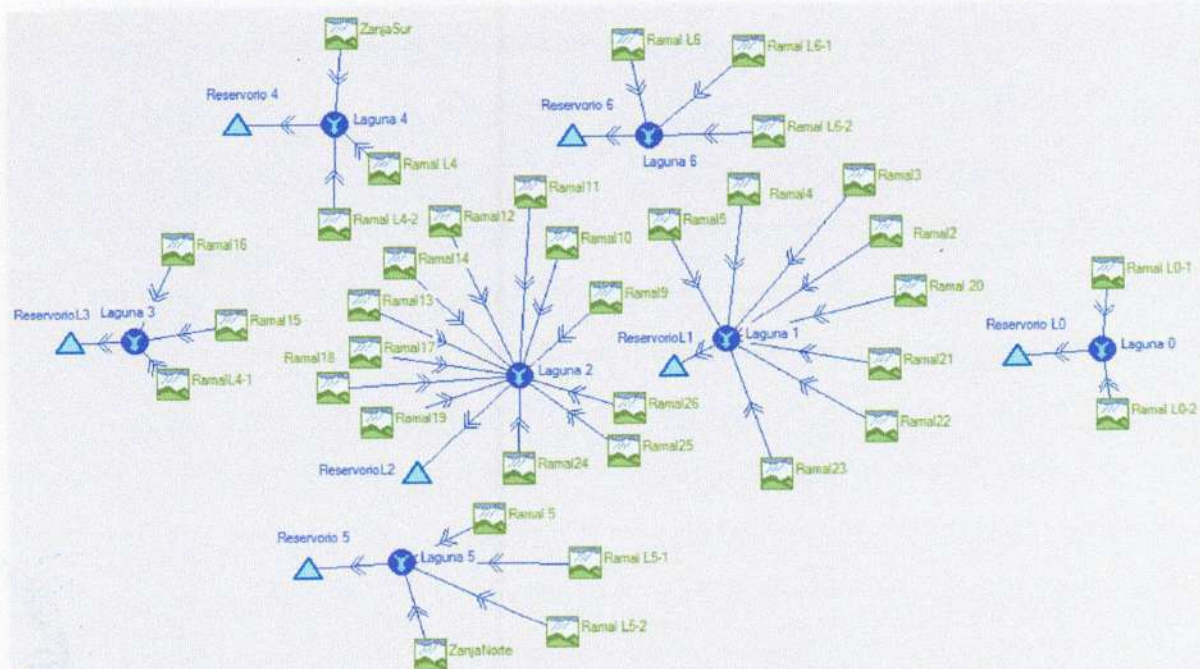 ZanjaSur
Reservorio 4
Laguna 4
Ramal L4
Ramal L4-2
Ramal L6
Ramal L6-1
Reservorio 6
Ramal L6-2
Laguna 6
Ramal16
Laguna 3
ReservorioL3
Ramal15
RamalL4-1
Ramal11
Ramal12
Ramal10
Ramal14
Ramal13
Ramal9
Ramal17
Ramal18
Laguna 2
Ramal19
Ramal26
Ramal25
Ramal24
ReservorioL2
Ramal3
Ramal4
Ramal5
Ramal2
Ramal 20
Laguna 1
ReservorioL1
Ramal21
Ramal22
Ramal23
Ramal L0-1
Reservorio L0
Laguna 0
Ramal L0-2
Ramal 5
Reservorio 5
Laguna 5
Ramal L5-1
Ramal L5-2
ZanjaNorte